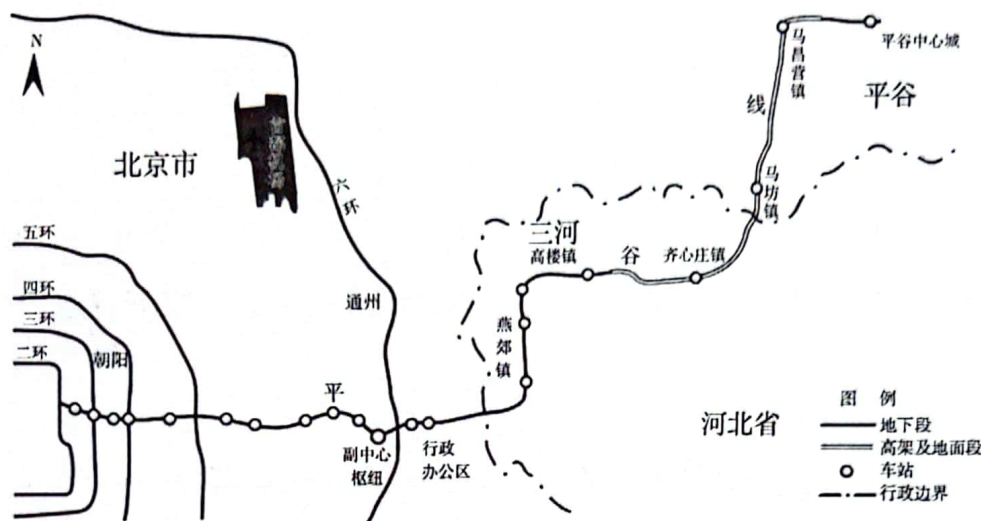 N
平谷中心城
马昌营镇
线
平谷
北京市
马坊镇
六环
五环
三河
高楼镇
谷
齐心庄镇
四环
通州
三环
燕郊镇
二环
朝阳
平
图 例
河北省
地下段
高架及地面段
副中心
枢纽
行政
办公区
车站
行政边界